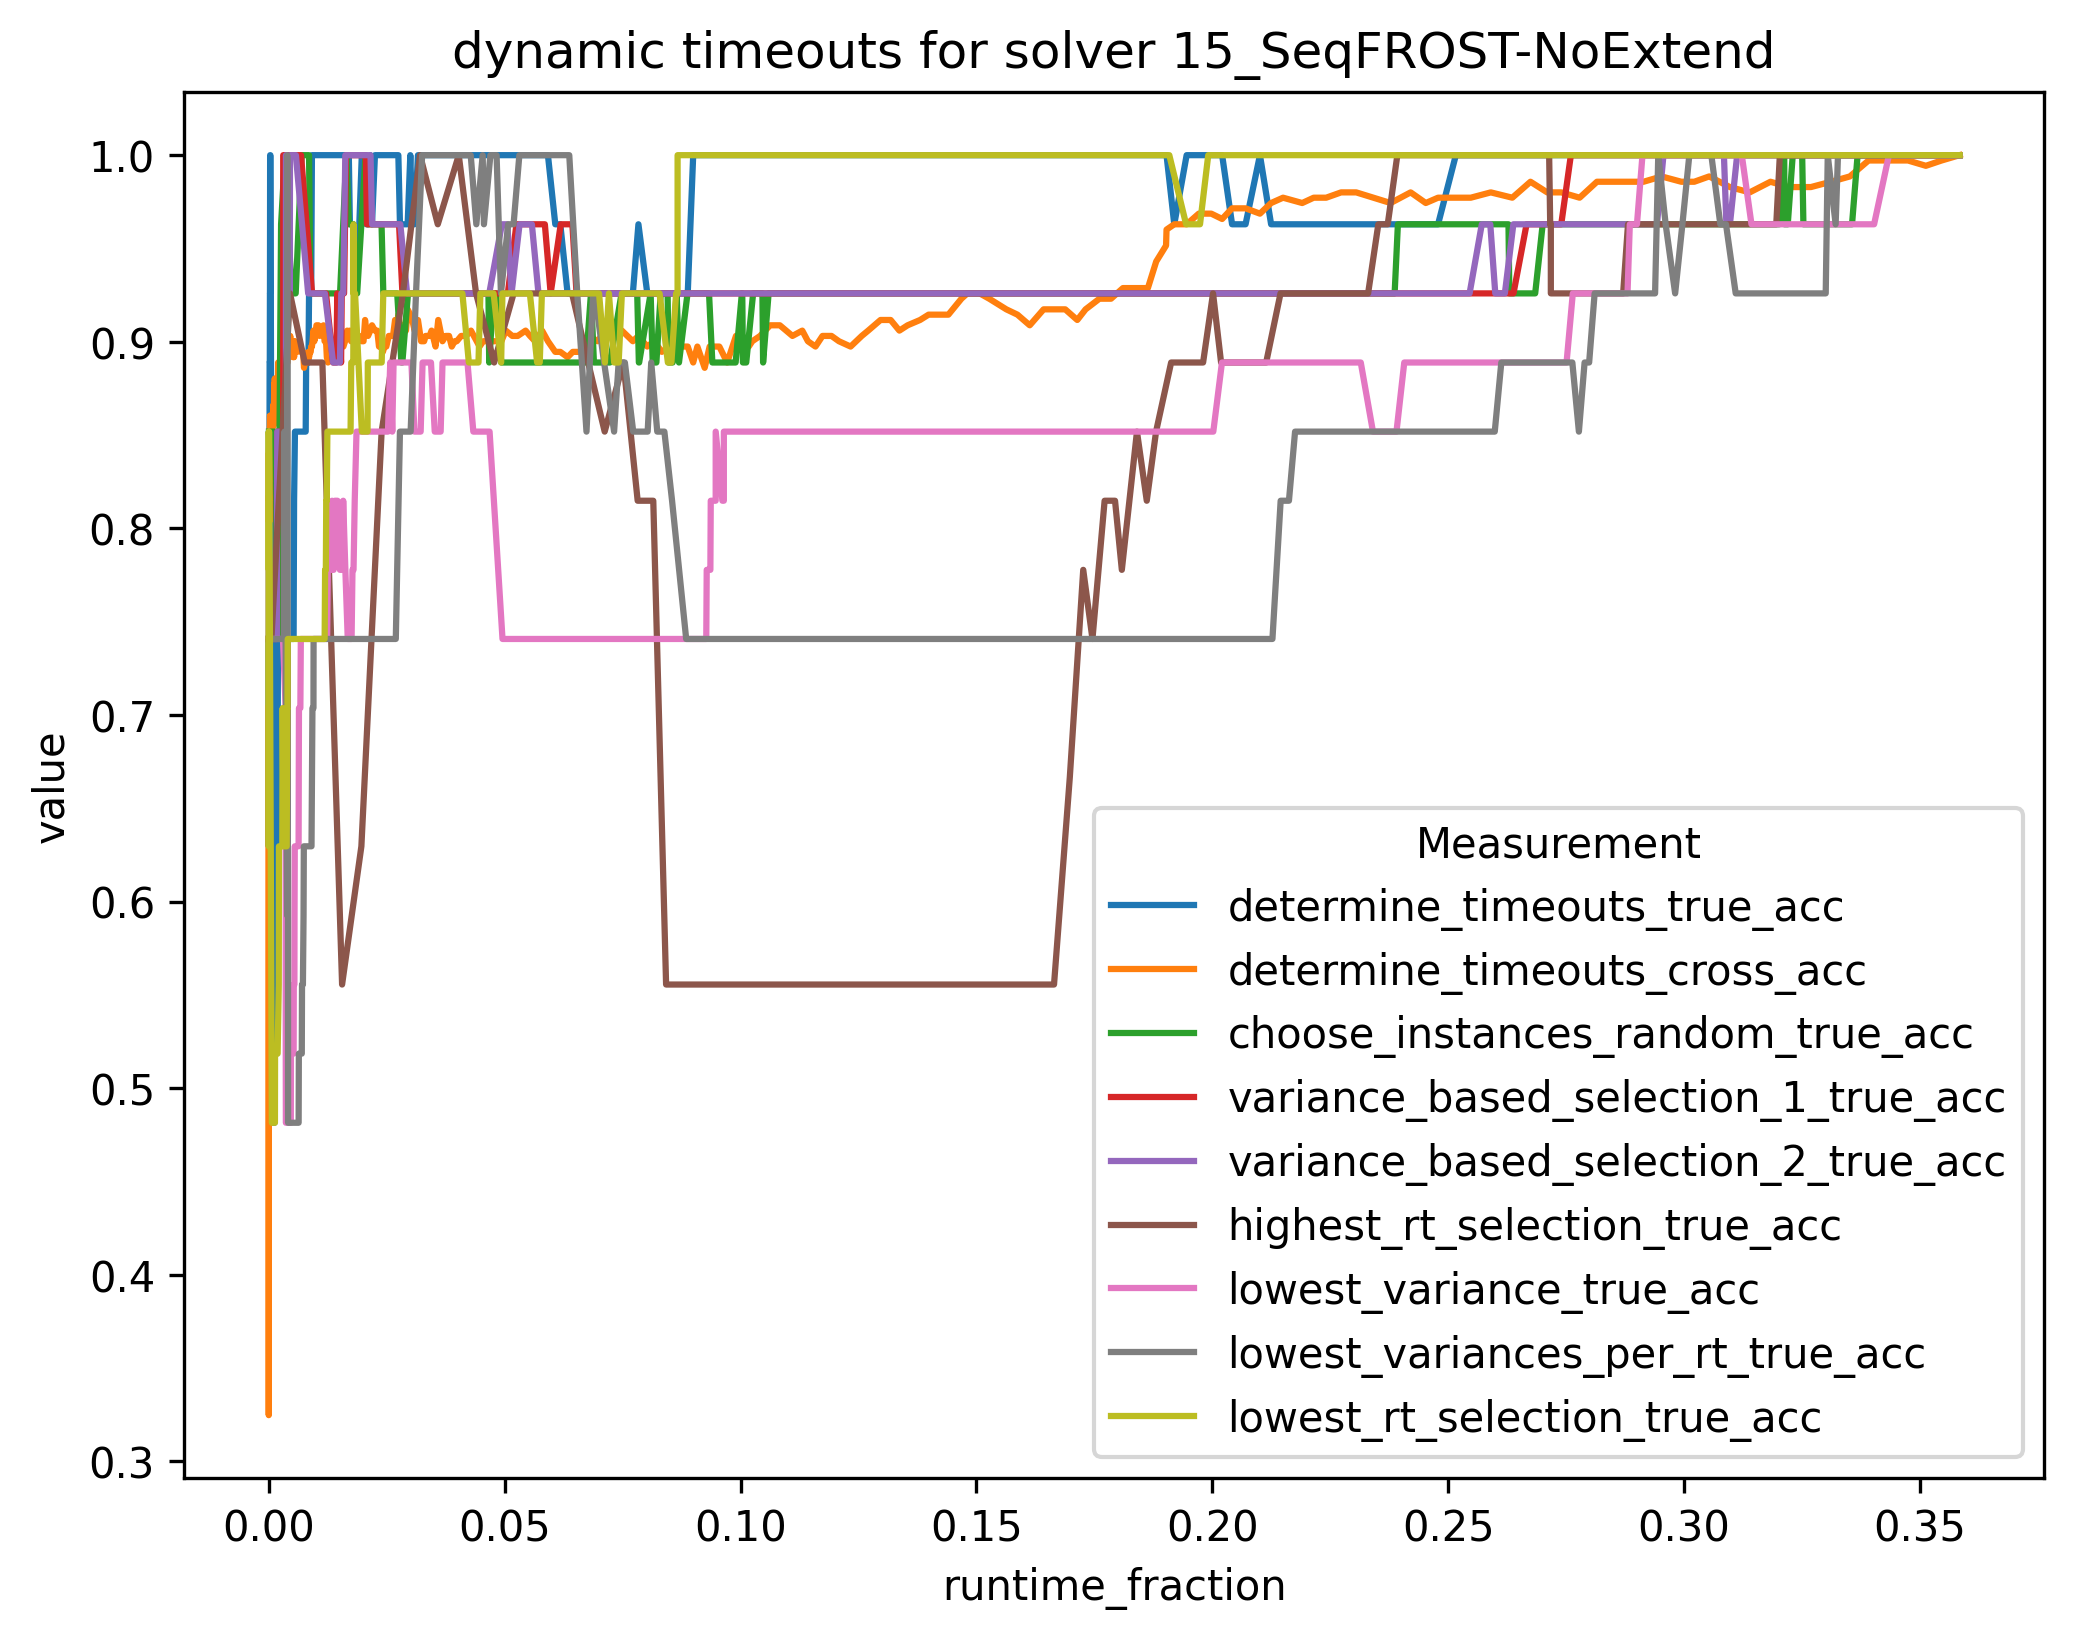 dynamic timeouts for solver 15_SeqFROST-NoExtend
value
1.0
0.9
0.8
0.7
0.6
0.5
0.4
0.3
Measurement
determine_timeouts_true_acc
determine_timeouts_cross_acc
choose_instances_random_true_acc
variance_based_selection_1_true_acc
variance_based_selection_2_true_acc
highest_rt_selection_true_acc
lowest_variance_true_acc
lowest_variances_per_rt_true_acc
lowest_rt_selection_true_acc
0.00 0.05 0.10 0.15 0.20 0.25 0.30 0.35
runtime_fraction